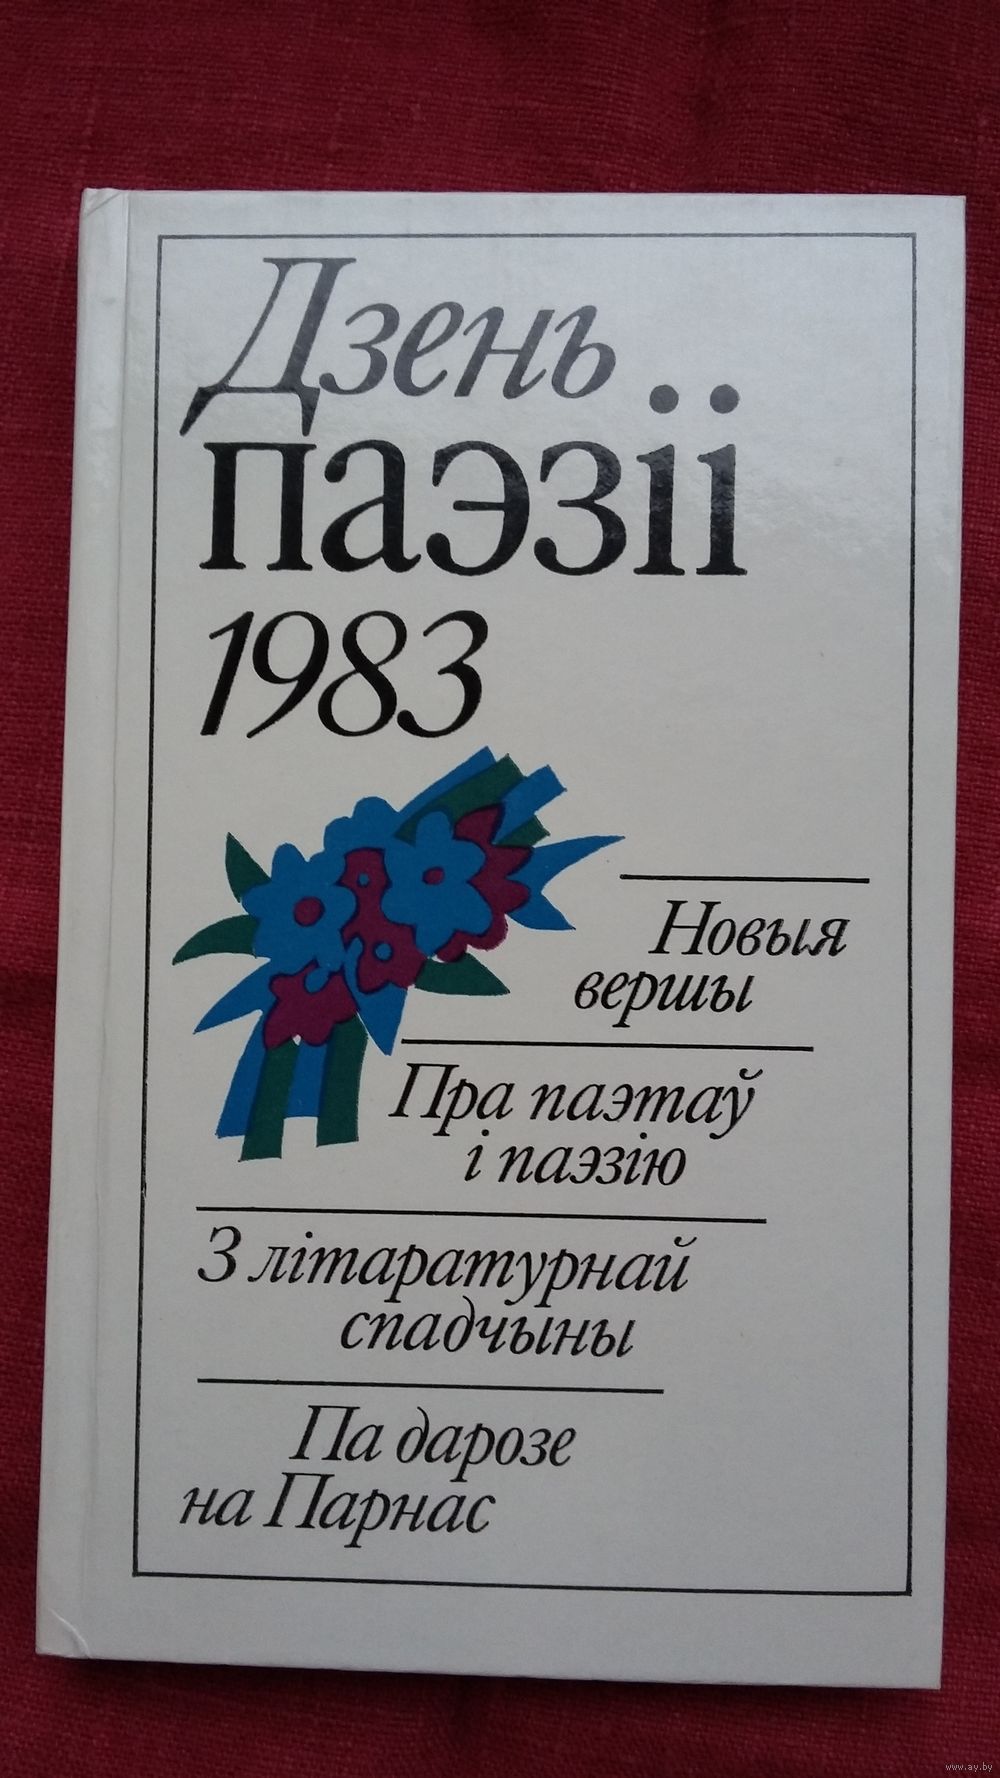 Дзень
паэзіі
1983
Новыя
вершы
Пра паэтаў
і паэзію
З літаратурнай
спадчыны
Па дарозе
на Парнас
www.ay.by